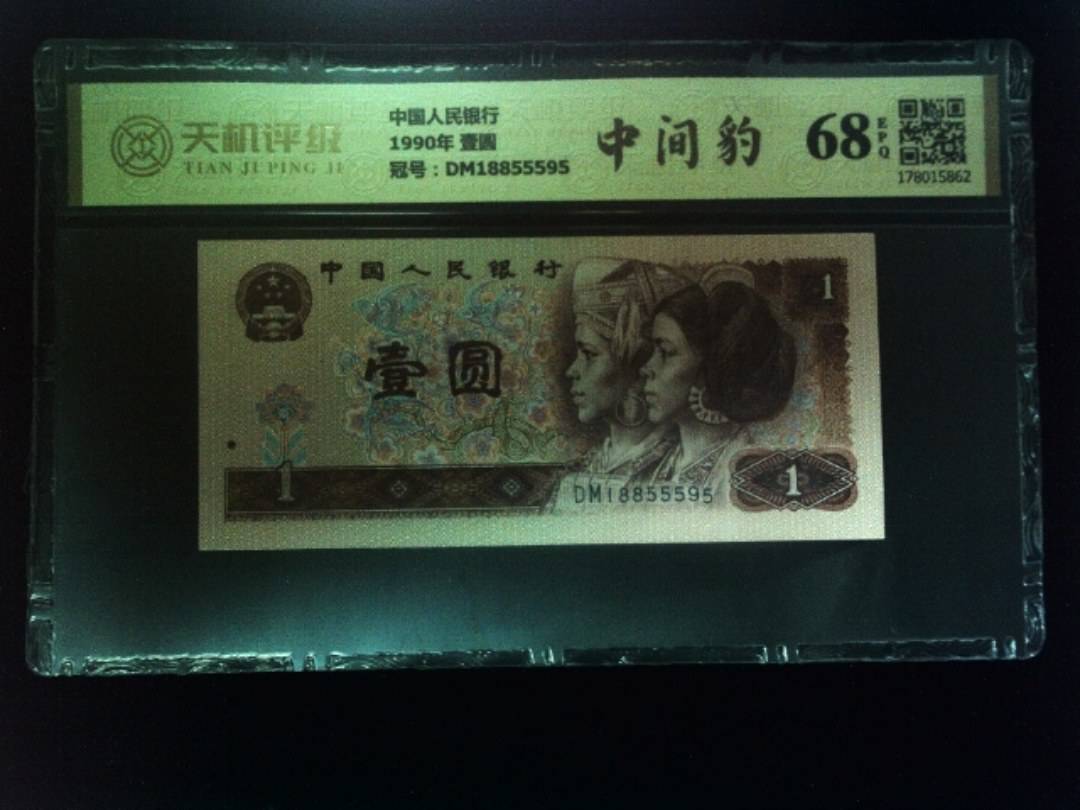 天机评级
TIAN JI PING JI
中国人民银行
1990年 壹圆
冠号：DM18855595
中间豹
68
EPQ
178015862
中国人民银行
1
壹圆
1
DM18855595
1